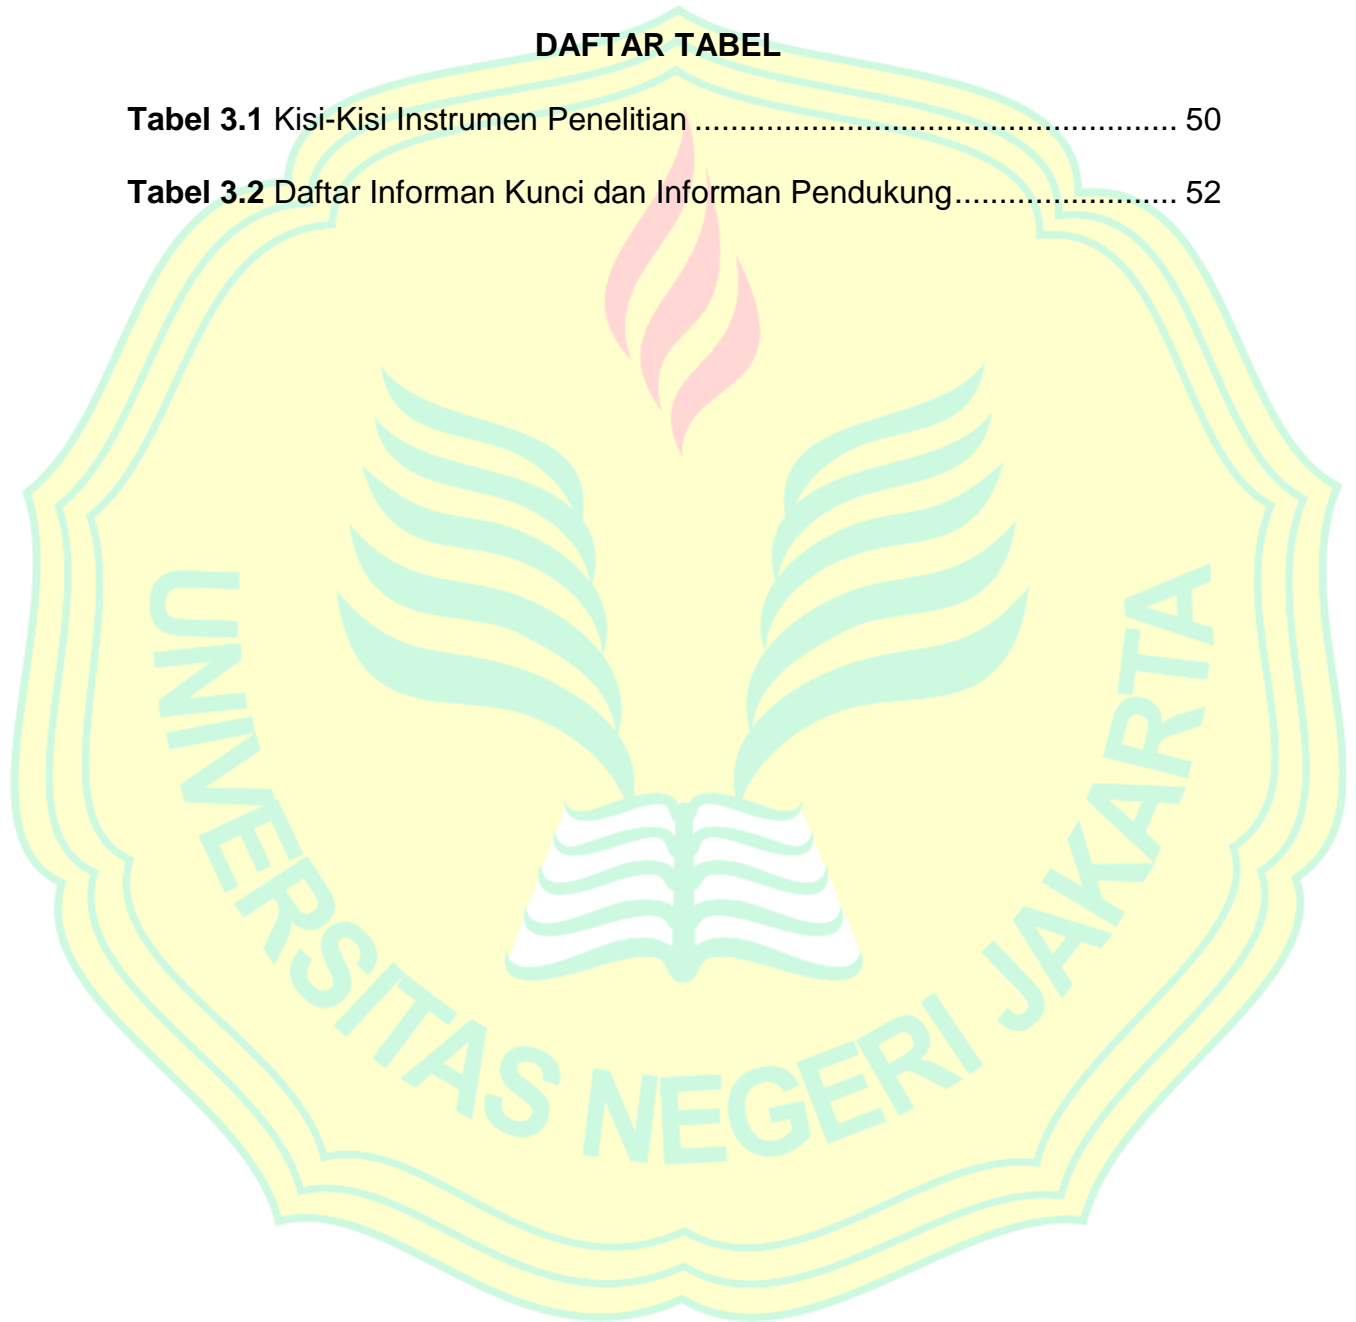 DAFTAR TABEL
Tabel 3.1 Kisi-Kisi Instrumen Penelitian ...................................................... 50
Tabel 3.2 Daftar Informan Kunci dan Informan Pendukung......................... 52
UNIVERSITAS NEGERI JAKARTA